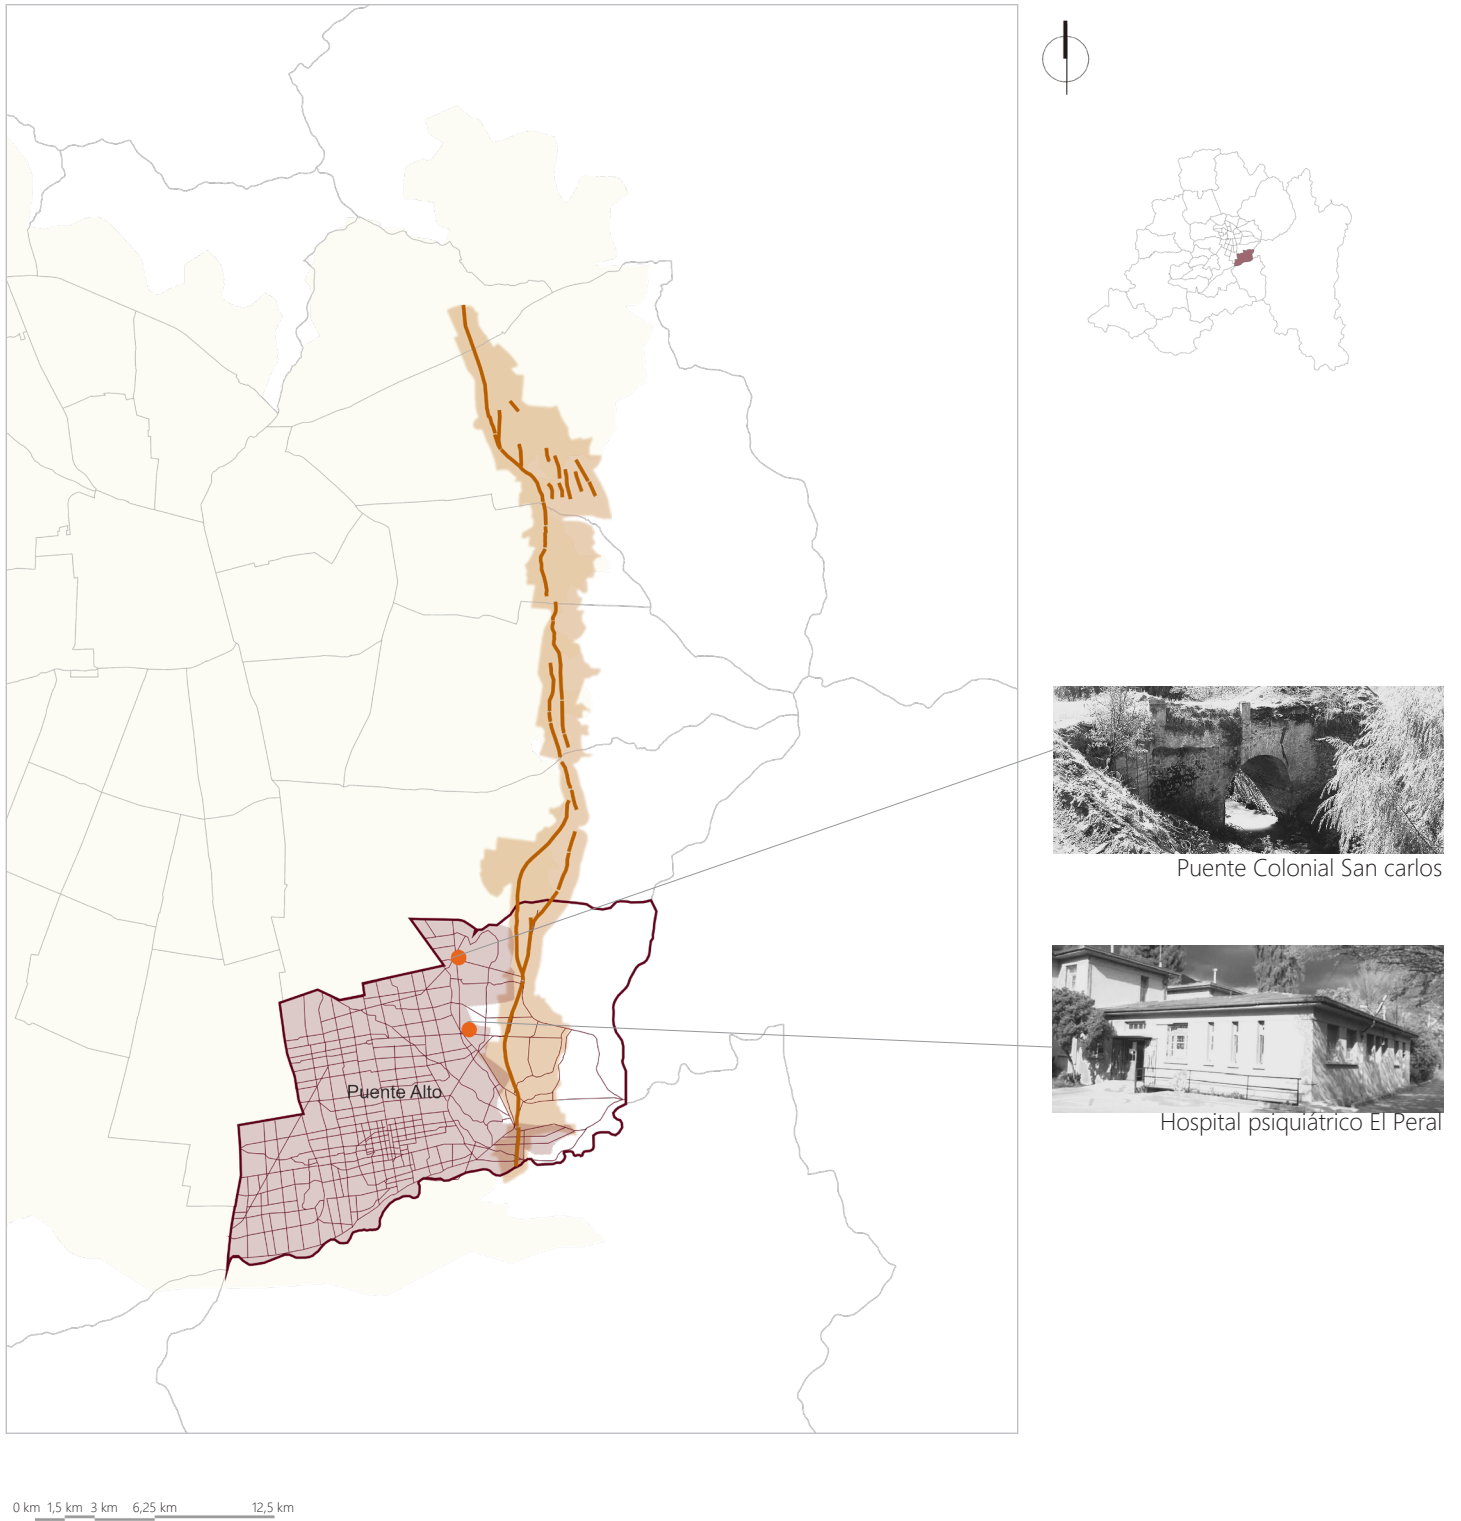 Puente Colonial San carlos
Hospital psiquiátrico El Peral
Puente Alto
0 km 1,5 km 3 km 6,25 km 12,5 km